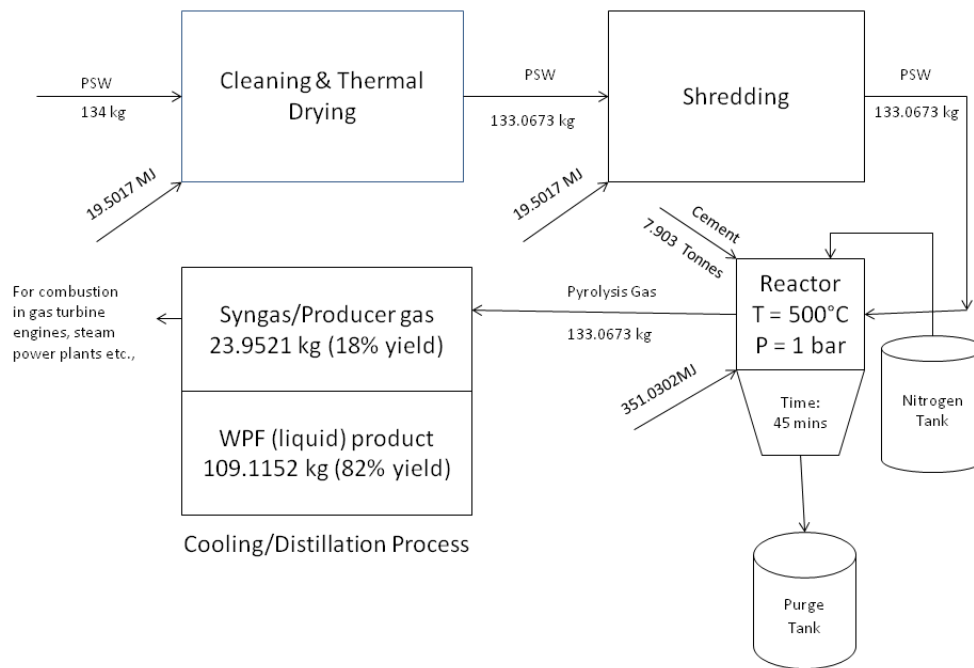 PSW
134 kg
Cleaning & Thermal
Drying
PSW
133.0673 kg
Shredding
PSW
133.0673 kg
19.5017 MJ
19.5017 MJ
Cement
7.903 Tonnes
For combustion
in gas turbine
engines, steam
power plants etc.,
Syngas/Producer gas
23.9521 kg (18% yield)
Pyrolysis Gas
133.0673 kg
Reactor
T = 500°C
P = 1 bar
351.0302MJ
Time:
45 mins
Nitrogen
Tank
WPF (liquid) product
109.1152 kg (82% yield)
Cooling/Distillation Process
Purge
Tank